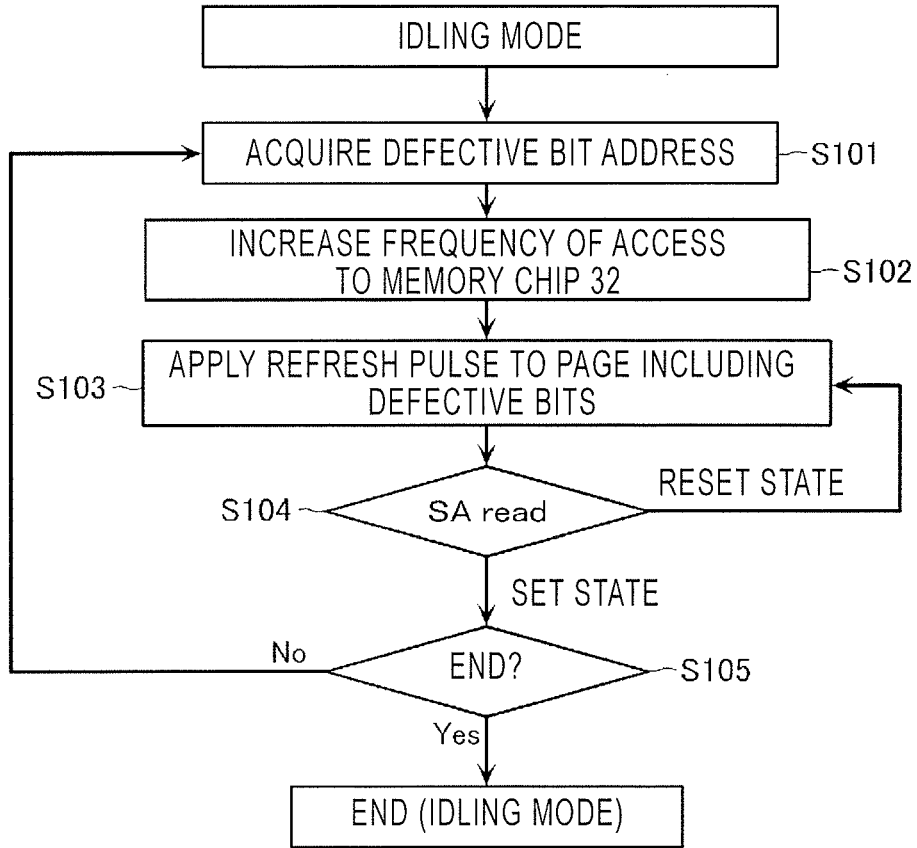 IDLING MODE
ACQUIRE DEFECTIVE BIT ADDRESS
S101
INCREASE FREQUENCY OF ACCESS
TO MEMORY CHIP 32
S102
S103
APPLY REFRESH PULSE TO PAGE INCLUDING
DEFECTIVE BITS
S104
SA read
RESET STATE
SET STATE
No
END?
S105
Yes
END (IDLING MODE)